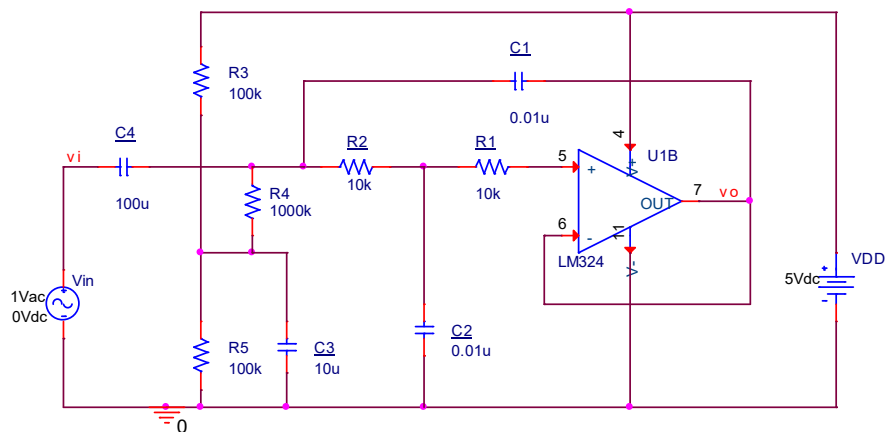 C1
R3
100k
0.01u
4
U1B
C4
R2
R1
5
vi
+
V+
7
vo
10k
10k
OUT
R4
1000k
100u
6
-
11
LM324
V-
VDD
+
5Vdc
-
Vin
1Vac
+
0Vdc
-
C2
0.01u
R5
100k
C3
10u
0